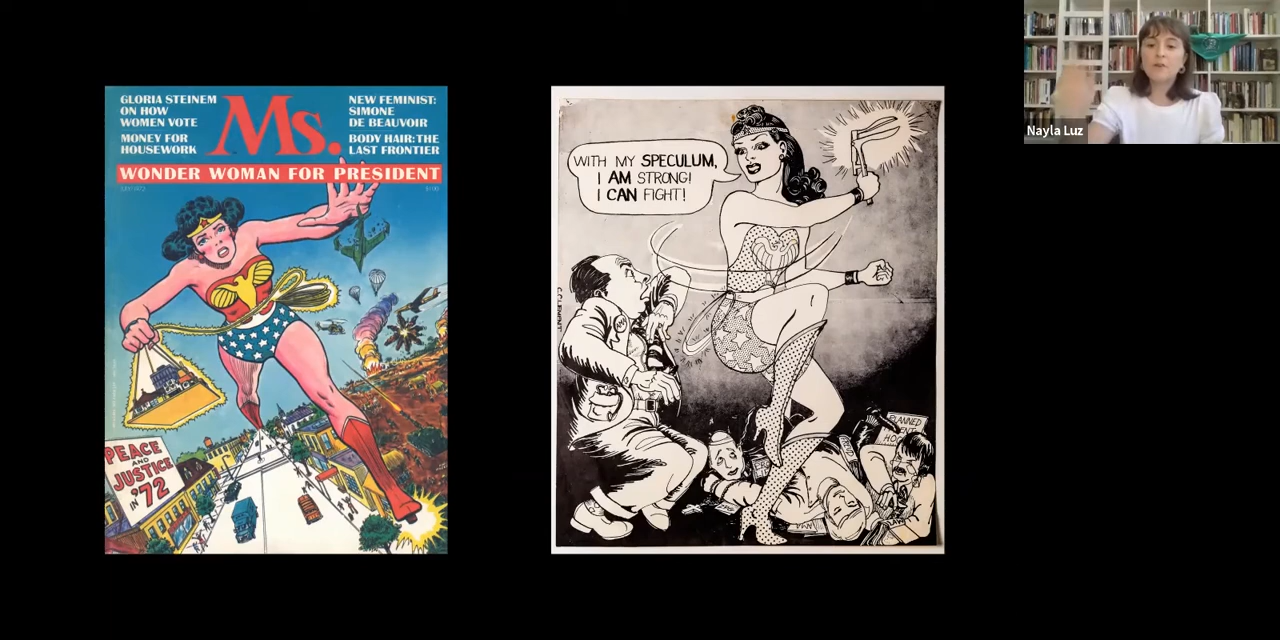 GLORIA STEINEM
ON HOW
WOMEN VOTE
MONEY FOR
HOUSEWORK
Ms.
NEW FEMINIST:
SIMONE
DE BEAUVOIR
BODY HAIR: THE
LAST FRONTIER
WONDER WOMAN FOR PRESIDENT
PEACE
AND
JUSTICE
IN '72
WITH MY SPECULUM,
I AM STRONG!
I CAN FIGHT!
Nayla Luz